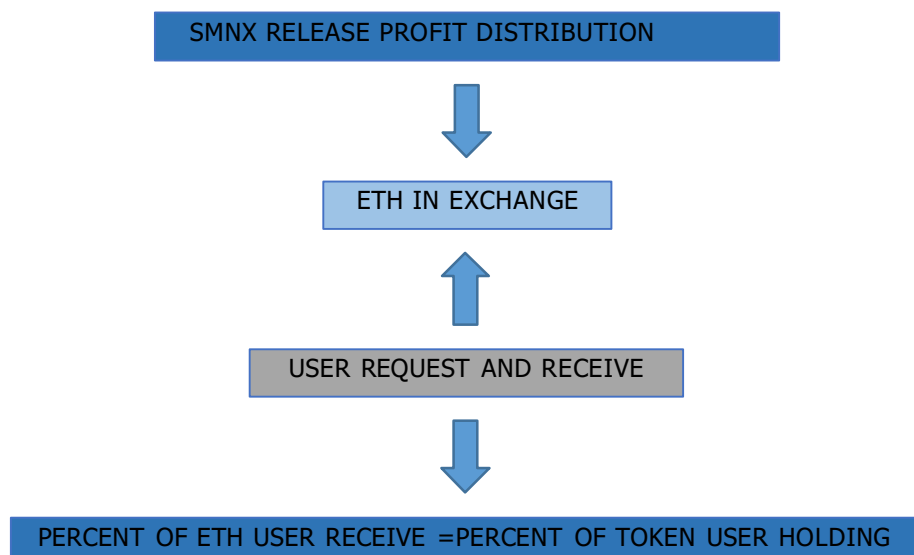 SMNX RELEASE PROFIT DISTRIBUTION
ETH IN EXCHANGE
USER REQUEST AND RECEIVE
PERCENT OF ETH USER RECEIVE =PERCENT OF TOKEN USER HOLDING